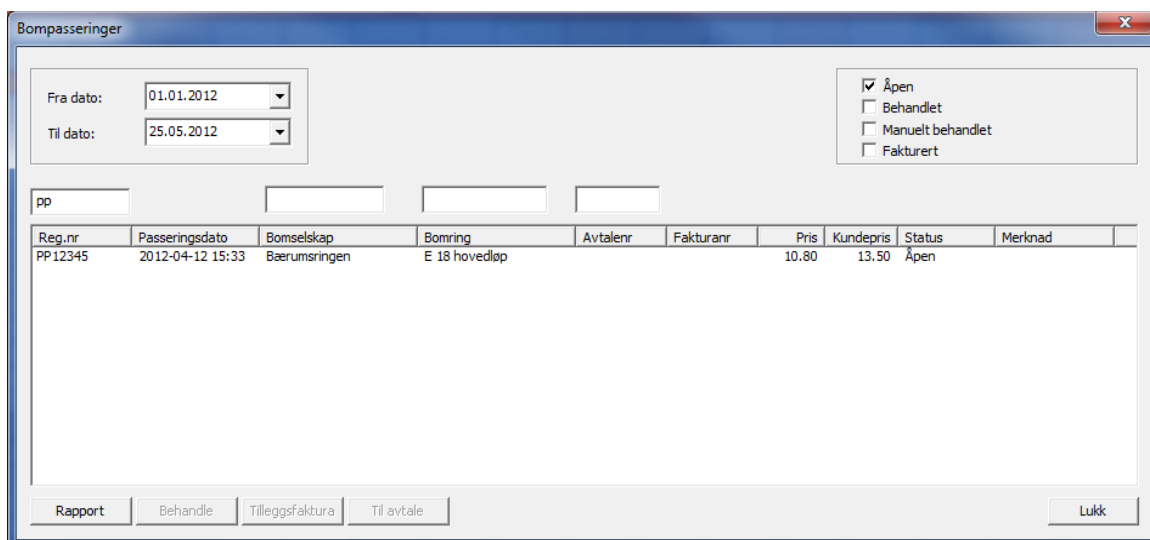 Bompasseringer
Fra dato: 01.01.2012
Til dato: 25.05.2012
Åpen
Behandlet
Manuelt behandlet
Fakturert
pp
Reg.nr Passeringsdato Bomselskap Bomring Avtalenr Fakturanr Pris Kundepris Status Merknad
PP12345 2012-04-12 15:33 Bærumsringen E 18 hovedløp 10.80 13.50 Åpen
Rapport Behandle Tilleggsfaktura Til avtale Lukk